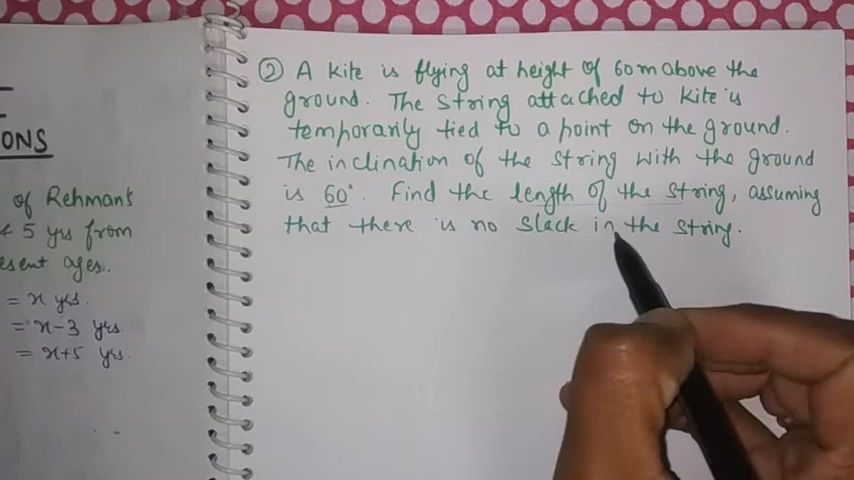 ONS
of Rehman's
5 yrs from
esent ages.
= x yrs.
= x-3 yrs.
= x+5 yrs.
② A kite is flying at height of 60m above the
ground. The string attached to kite is
temporarily tied to a point on the ground.
The inclination of the string with the ground
is 60°. Find the length of the string, assuming
that there is no slack in the string.